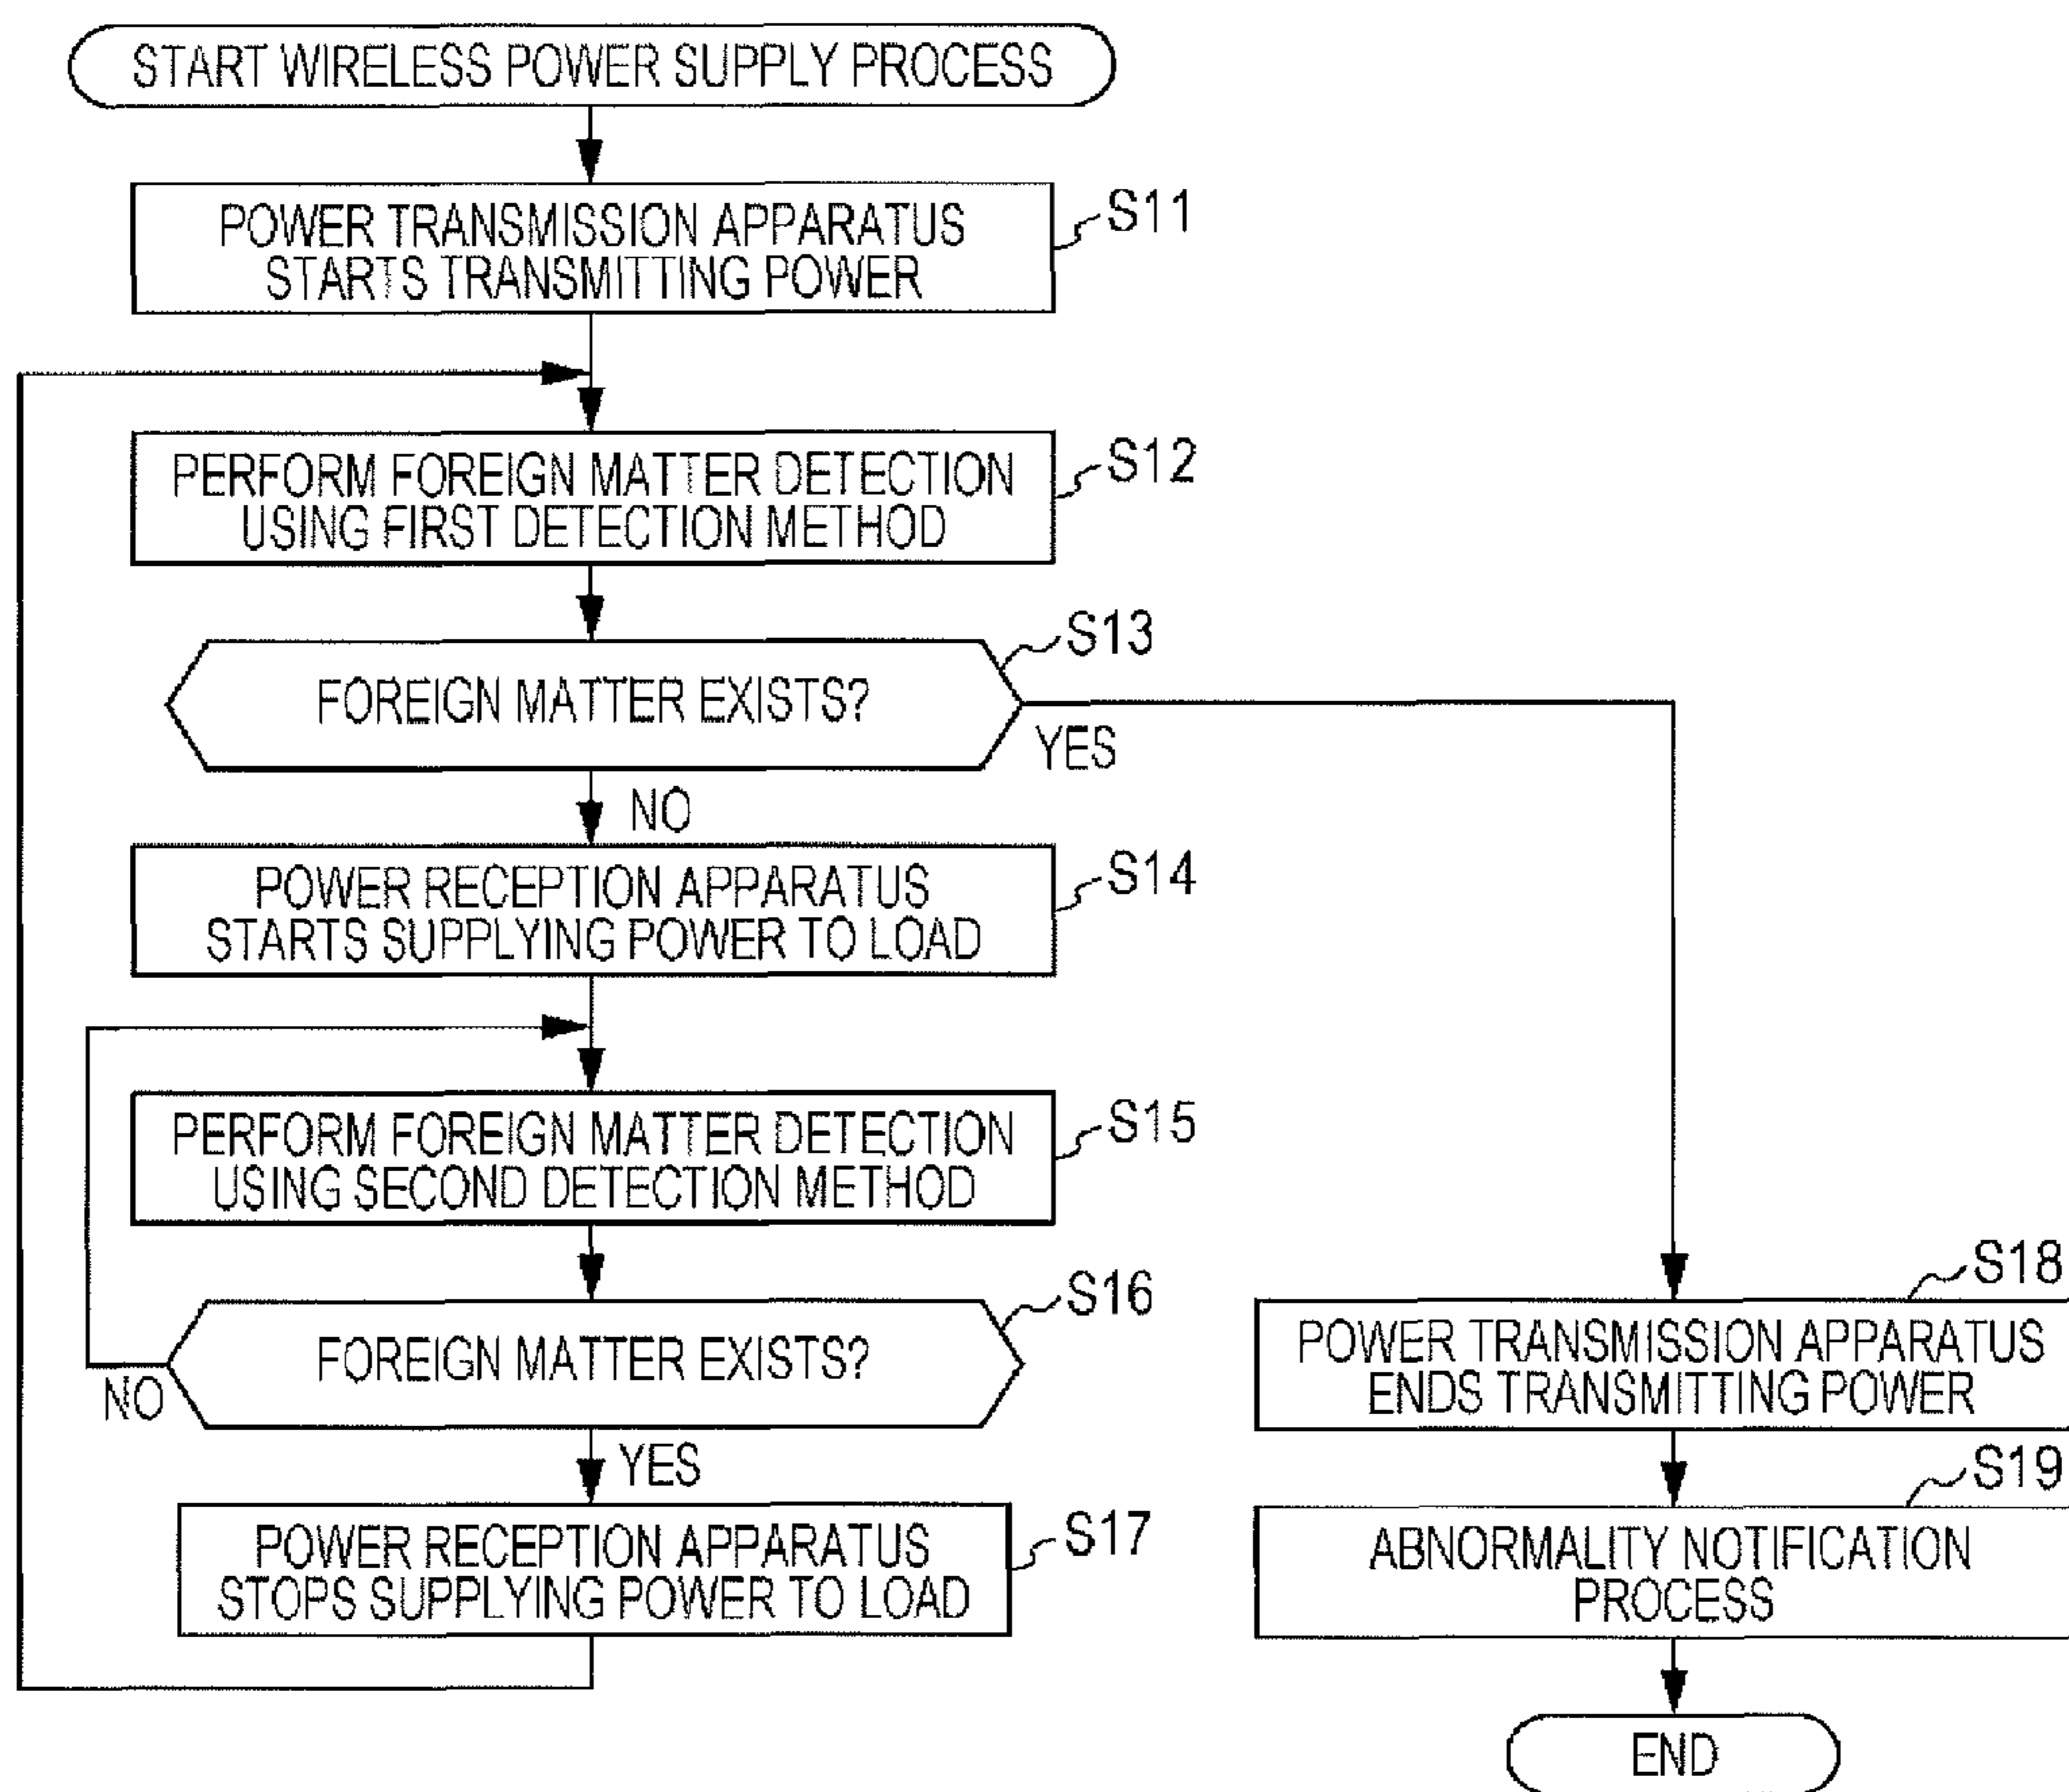 START WIRELESS POWER SUPPLY PROCESS
POWER TRANSMISSION APPARATUS
STARTS TRANSMITTING POWER
S11
PERFORM FOREIGN MATTER DETECTION
USING FIRST DETECTION METHOD
S12
FOREIGN MATTER EXISTS?
S13
YES
NO
POWER RECEPTION APPARATUS
STARTS SUPPLYING POWER TO LOAD
S14
PERFORM FOREIGN MATTER DETECTION
USING SECOND DETECTION METHOD
S15
FOREIGN MATTER EXISTS?
S16
NO
YES
POWER RECEPTION APPARATUS
STOPS SUPPLYING POWER TO LOAD
S17
S18
POWER TRANSMISSION APPARATUS
ENDS TRANSMITTING POWER
S19
ABNORMALITY NOTIFICATION
PROCESS
END